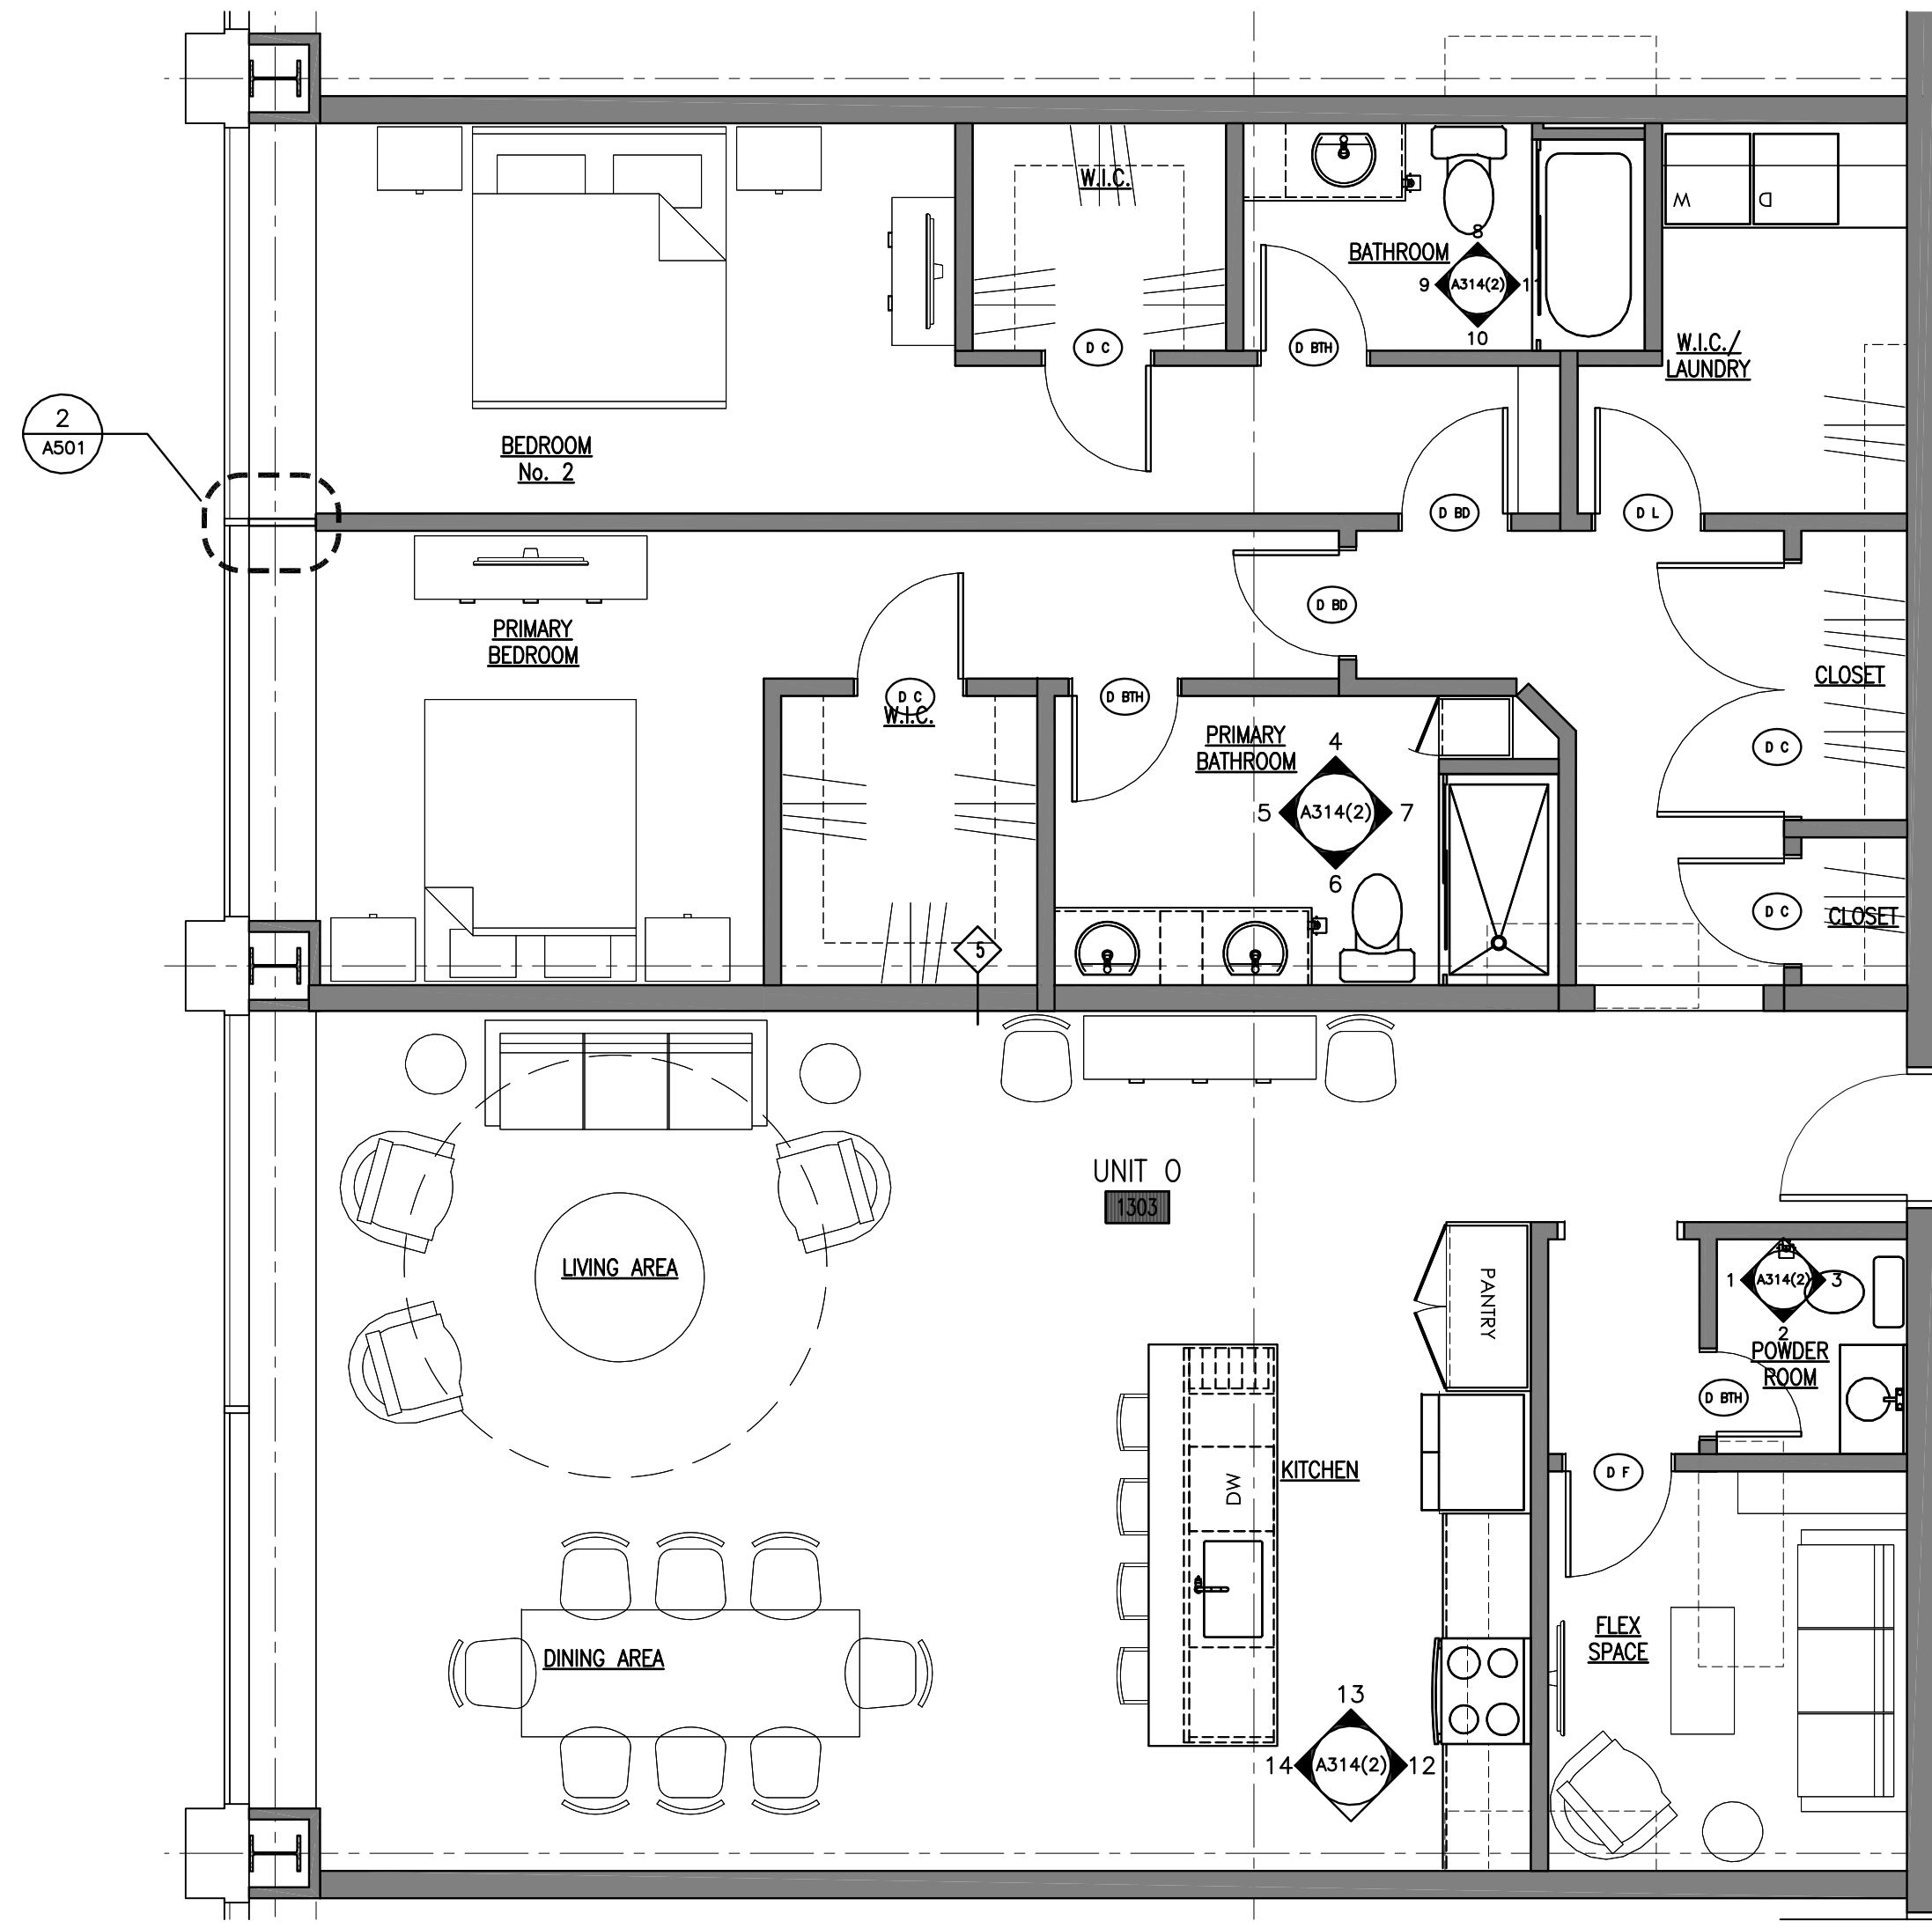 W.I.C.
W
D
8
BATHROOM
9 A314(2) 11
10
D C
D BTH
W.I.C./
LAUNDRY
2
A501
BEDROOM
No. 2
D BD
D L
D BD
PRIMARY
BEDROOM
CLOSET
D C
W.I.C.
D BTH
PRIMARY
BATHROOM
4
5 A314(2) 7
6
D C
D C
CLOSET
5
UNIT O
1303
LIVING AREA
PANTRY
1 A314(2) 3
2
POWDER
ROOM
D BTH
KITCHEN
DW
D F
FLEX
SPACE
DINING AREA
13
14 A314(2) 12